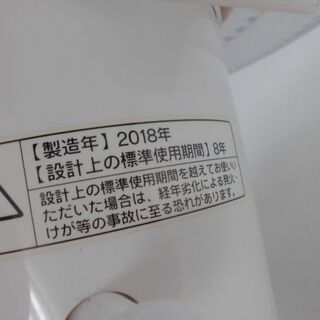 【製造年】2018年
【設計上の標準使用期間】8年
設計上の標準使用期間を越えてお使い
ただいた場合は、経年劣化による発火・
けが等の事故に至る恐れがあります。